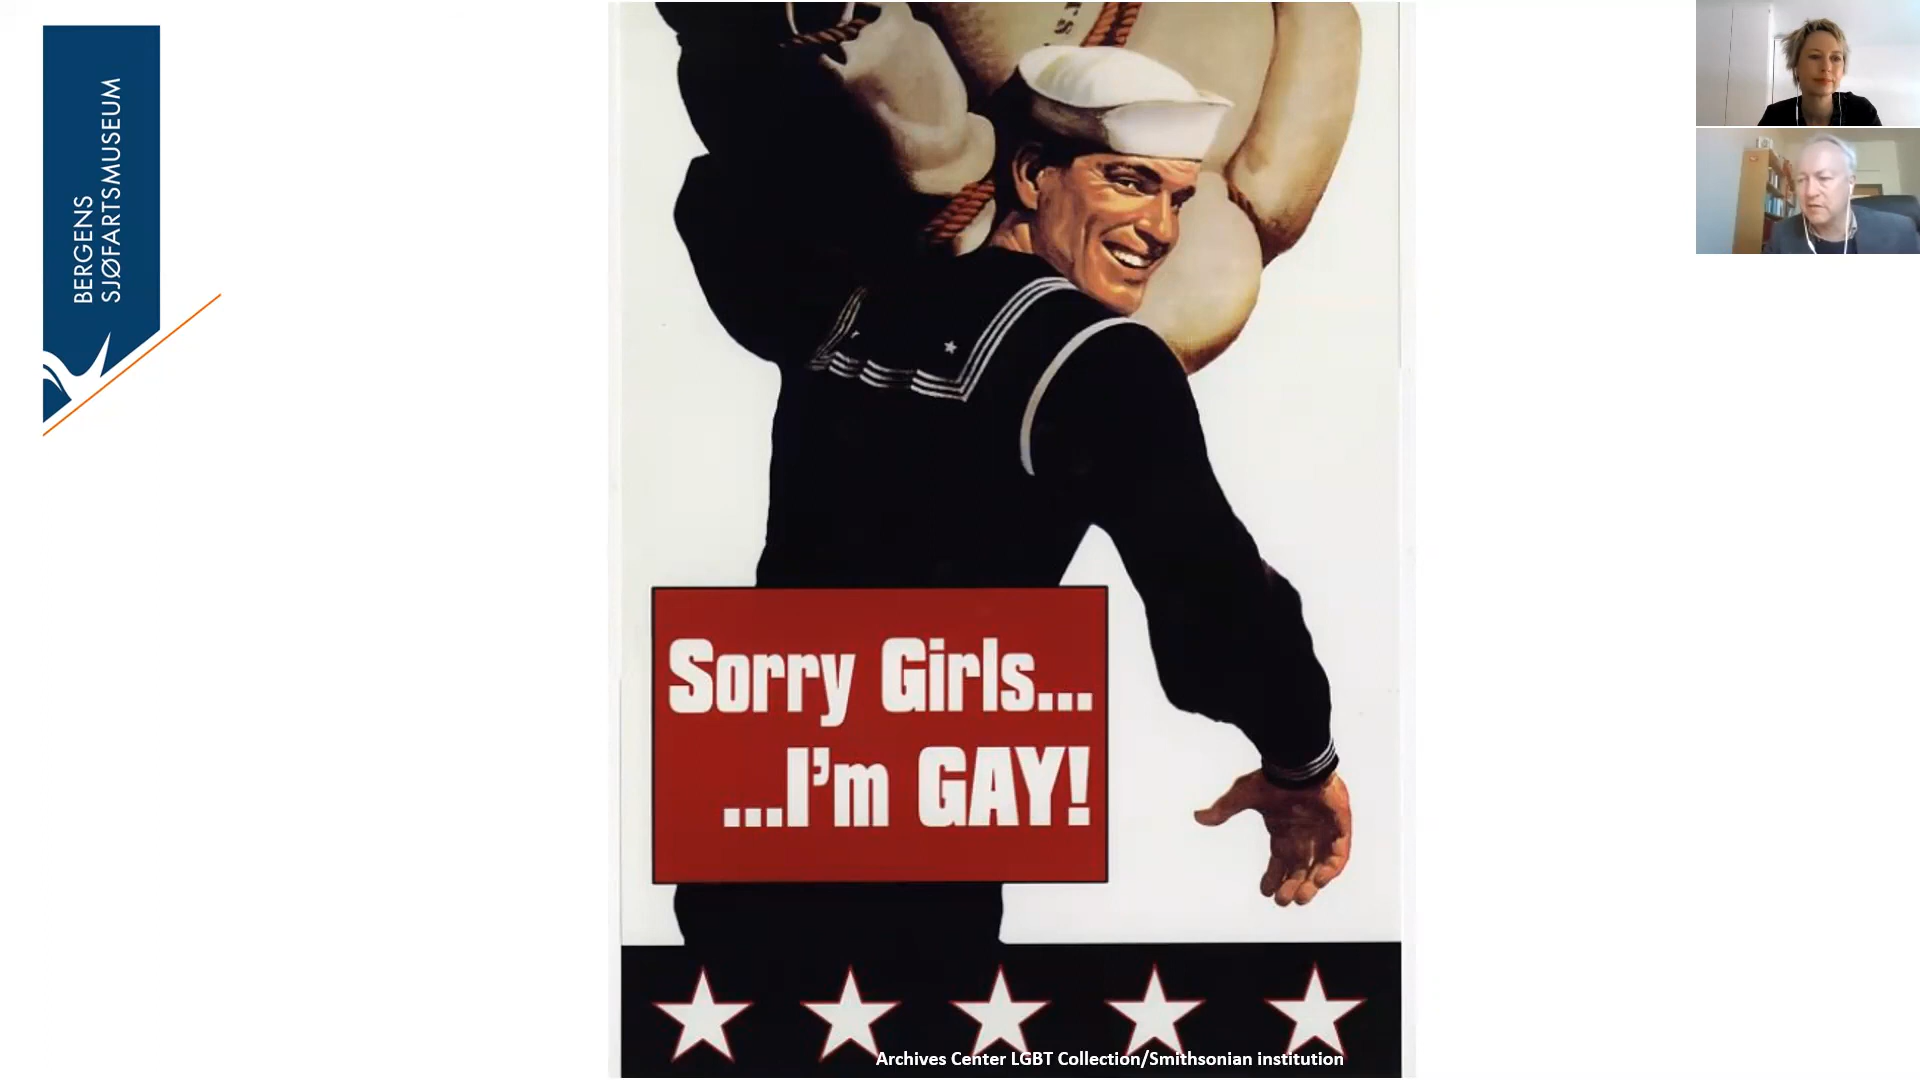 BERGENS
SJØFARTSMUSEUM
Sorry Girls...
...I'm GAY!
Archives Center LGBT Collection/Smithsonian institution